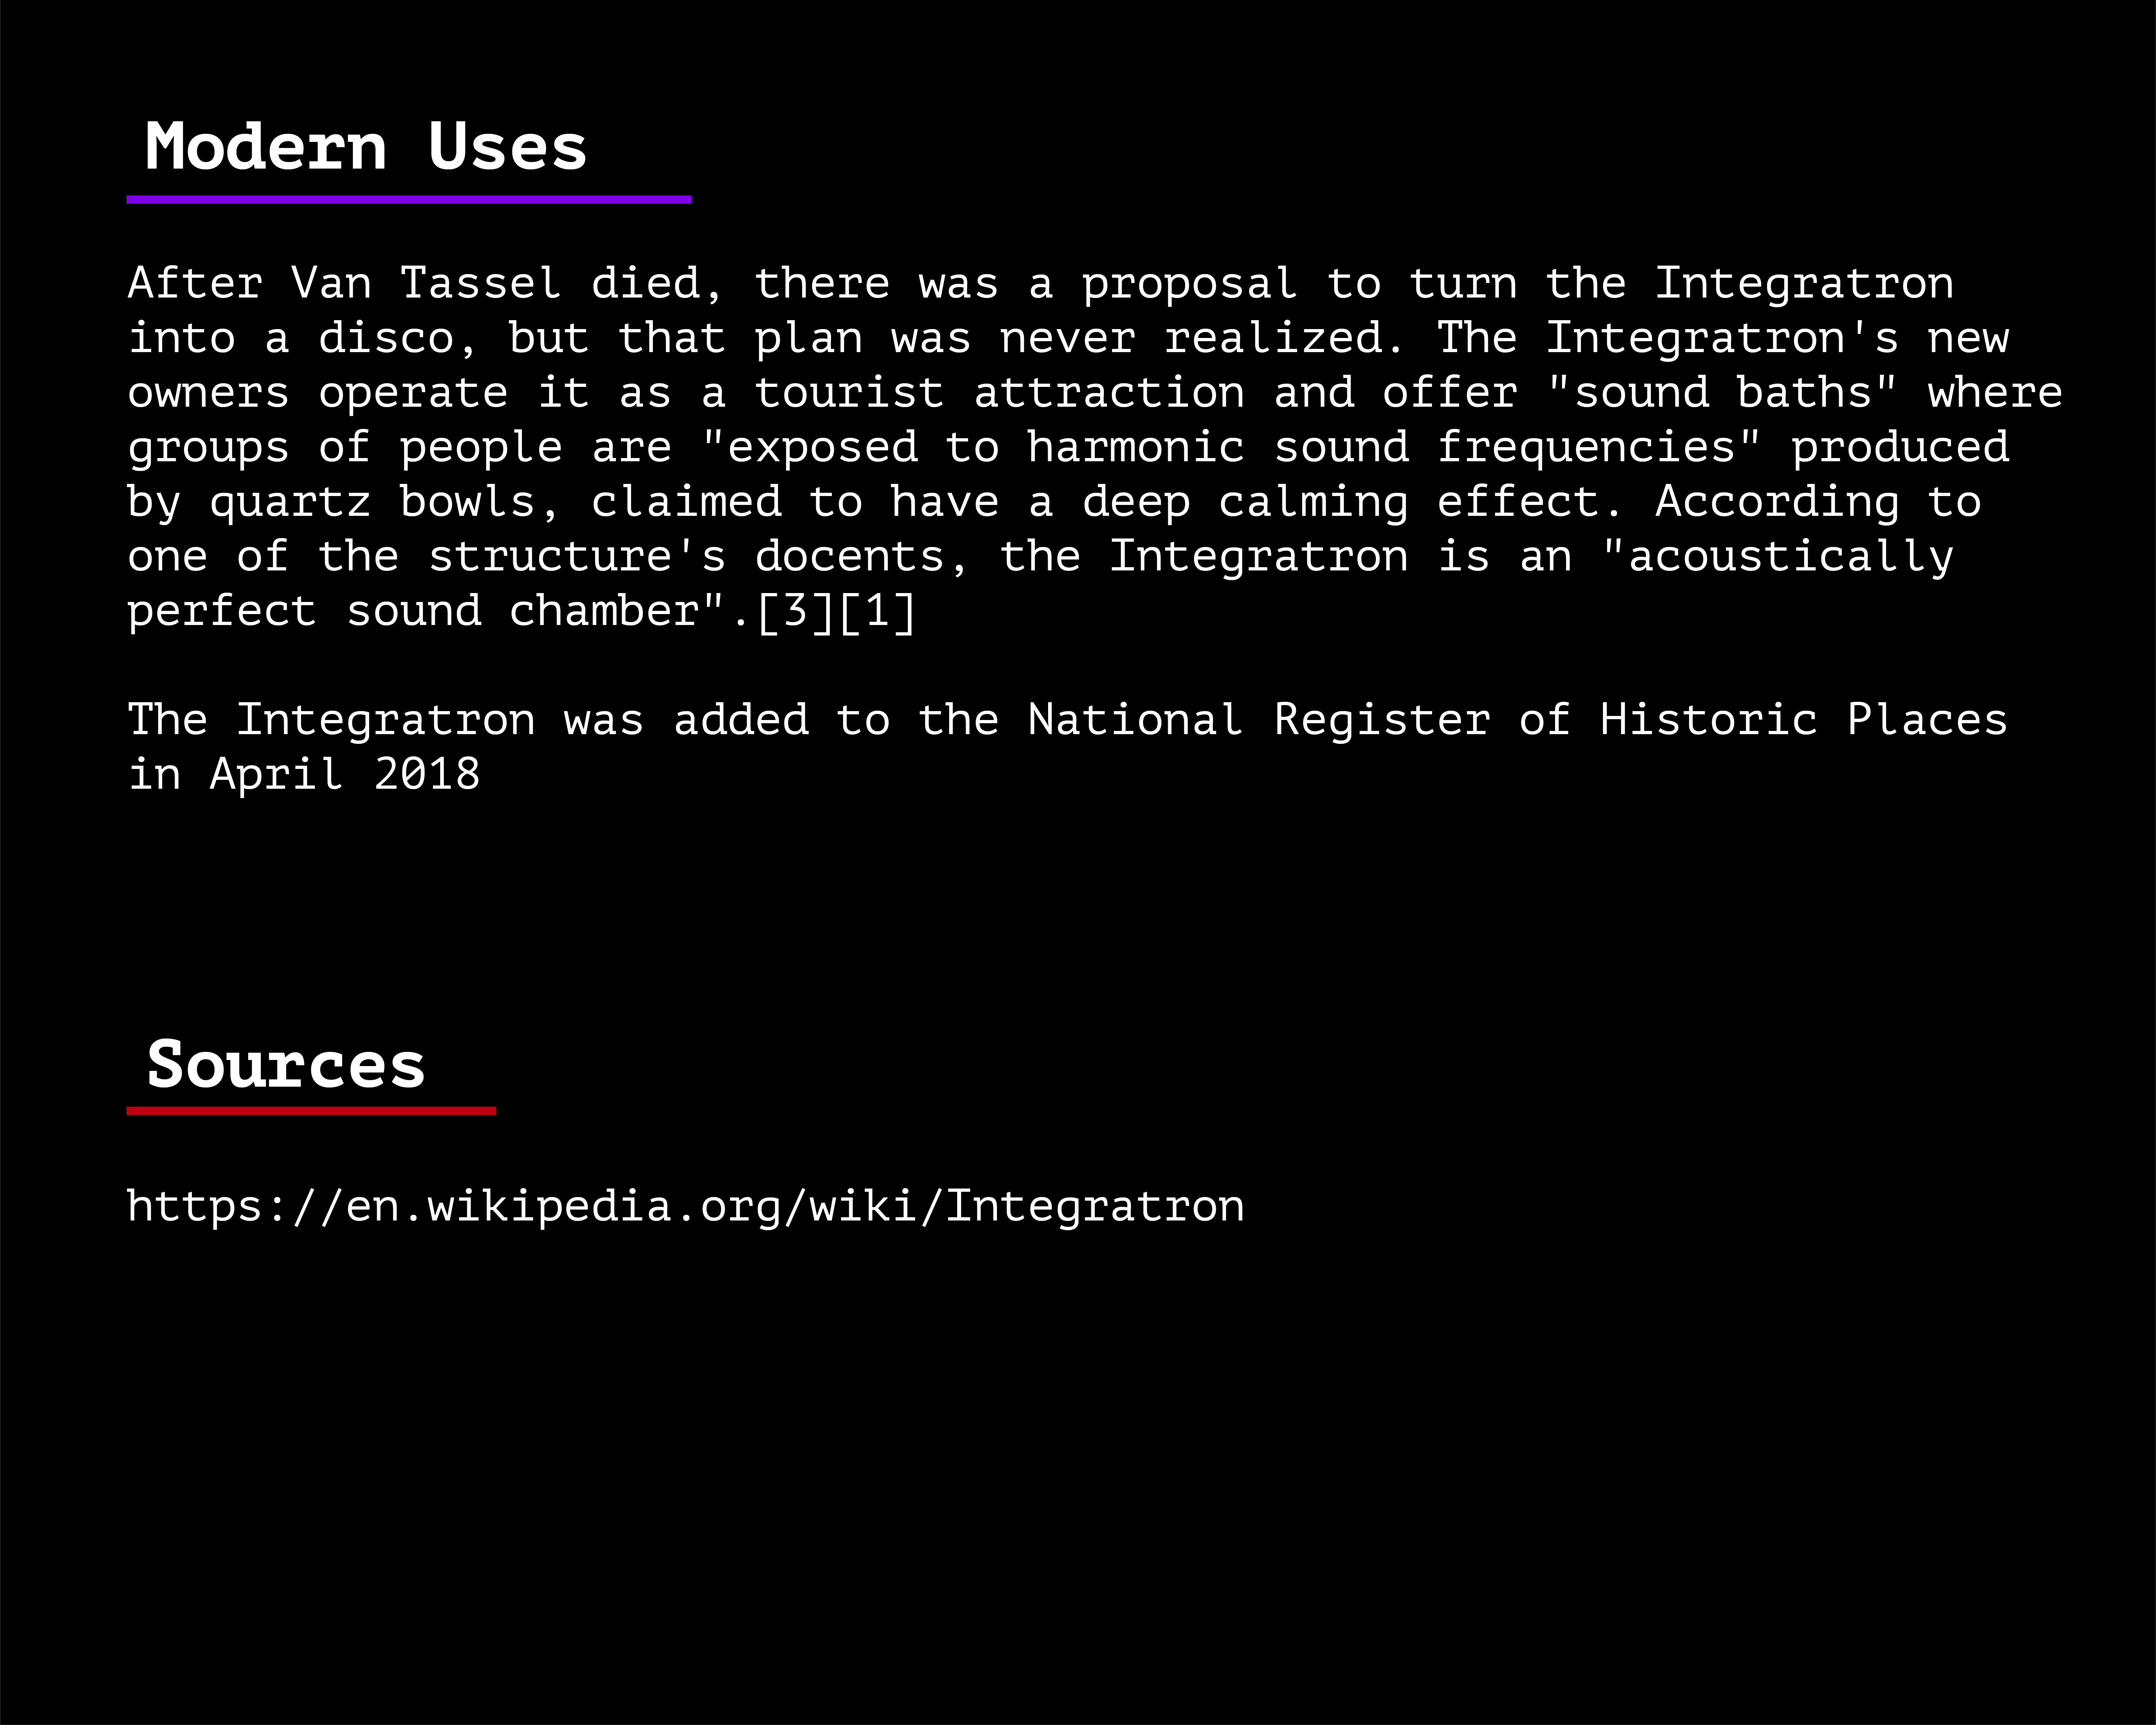 Modern Uses
After Van Tassel died, there was a proposal to turn the Integratron
into a disco, but that plan was never realized. The Integratron's new
owners operate it as a tourist attraction and offer "sound baths" where
groups of people are "exposed to harmonic sound frequencies" produced
by quartz bowls, claimed to have a deep calming effect. According to
one of the structure's docents, the Integratron is an "acoustically
perfect sound chamber".[3][1]
The Integratron was added to the National Register of Historic Places
in April 2018
Sources
https://en.wikipedia.org/wiki/Integratron